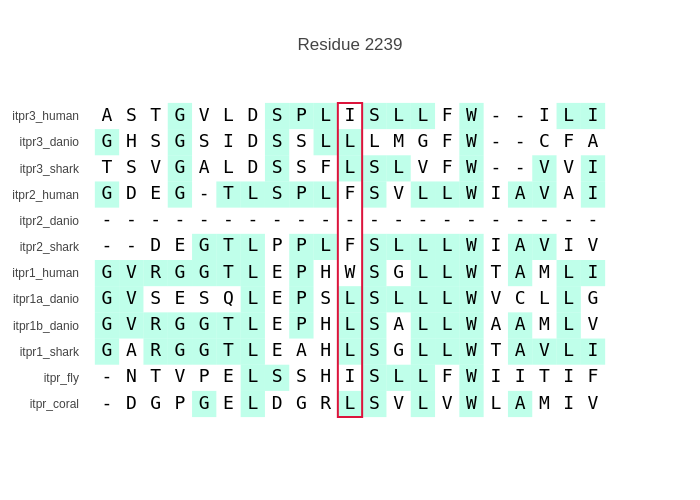 Residue 2239
itpr3_human A S T G V L D S P L I S L L F W - - I L I
itpr3_danio G H S G S I D S S L L L M G F W - - C F A
itpr3_shark T S V G A L D S S F L S L V F W - - V V I
itpr2_human G D E G - T L S P L F S V L L W I A V A I
itpr2_danio - - - - - - - - - - - - - - - - - - - - -
itpr2_shark - - D E G T L P P L F S L L L W I A V I V
itpr1_human G V R G G T L E P H W S G L L W T A M L I
itpr1a_danio G V S E S Q L E P S L S L L L W V C L L G
itpr1b_danio G V R G G T L E P H L S A L L W A A M L V
itpr1_shark G A R G G T L E A H L S G L L W T A V L I
itpr_fly - N T V P E L S S H I S L L F W I I T I F
itpr_coral - D G P G E L D G R L S V L V W L A M I V